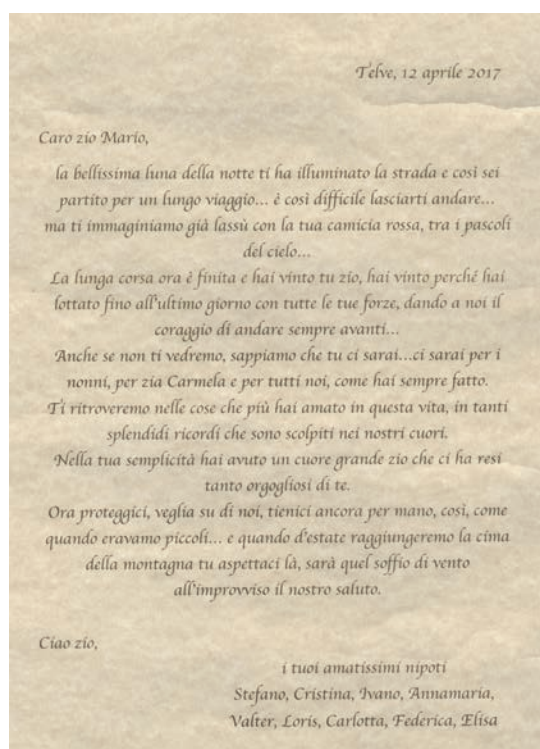 Telve, 12 aprile 2017
Caro zio Mario,
la bellissima luna della notte ti ha illuminato la strada e così sei
partito per un lungo viaggio... è così difficile lasciarti andare...
ma ti immaginiamo già lassù con la tua camicia rossa, tra i pascoli
del cielo...
La lunga corsa ora è finita e hai vinto tu zio, hai vinto perché hai
lottato fino all'ultimo giorno con tutte le tue forze, dando a noi il
coraggio di andare sempre avanti...
Anche se non ti vedremo, sappiamo che tu ci sarai...ci sarai per i
nonni, per zia Carmela e per tutti noi, come hai sempre fatto.
Ti ritroveremo nelle cose che più hai amato in questa vita, in tanti
splendidi ricordi che sono scolpiti nei nostri cuori.
Nella tua semplicità hai avuto un cuore grande zio che ci ha resi
tanto orgogliosi di te.
Ora proteggici, veglia su di noi, tienici ancora per mano, così, come
quando eravamo piccoli... e quando d'estate raggiungeremo la cima
della montagna tu aspettaci là, sarà quel soffio di vento
all'improvviso il nostro saluto.
Ciao zio,
i tuoi amatissimi nipoti
Stefano, Cristina, Ivano, Annamaria,
Valter, Loris, Carlotta, Federica, Elisa